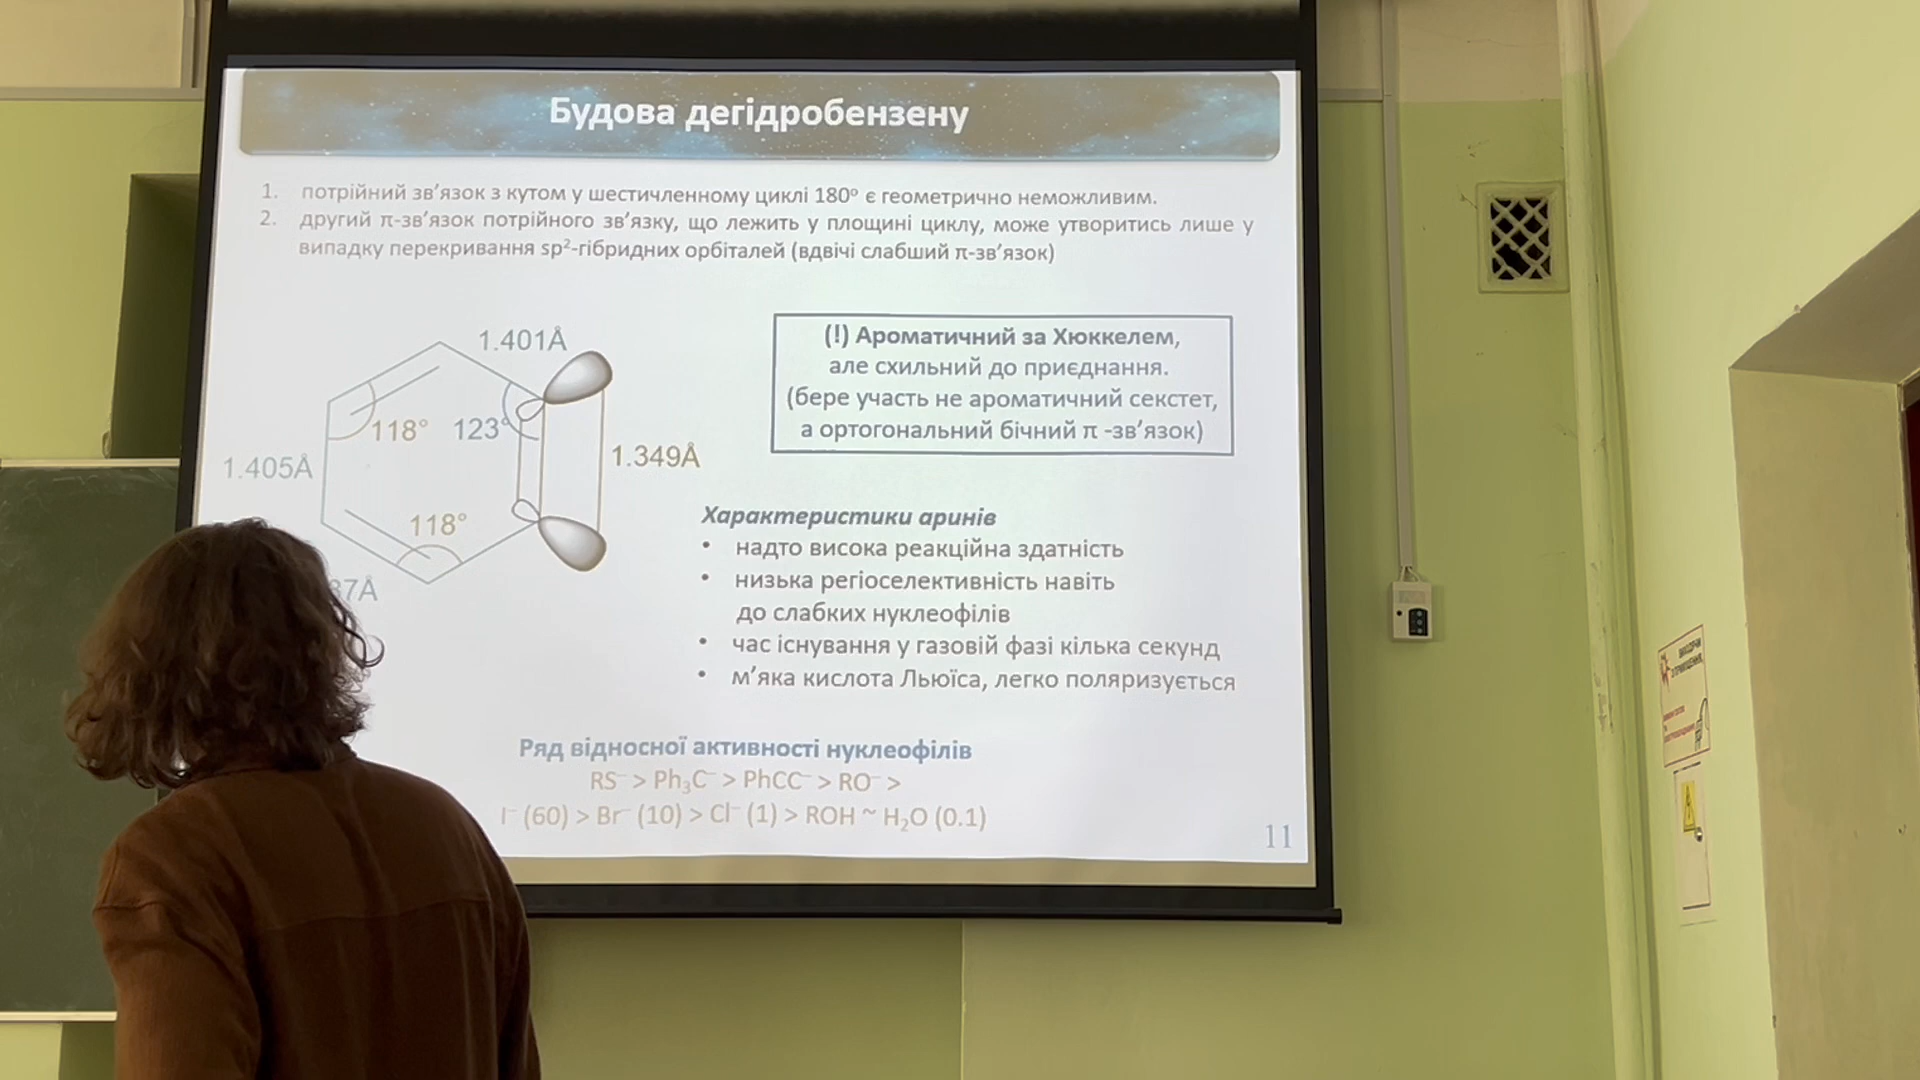 Будова дегідробензену
1. потрійний зв’язок з кутом у шестичленному циклі 180º є геометрично неможливим.
2. другий π-зв’язок потрійного зв’язку, що лежить у площині циклу, може утворитись лише у
випадку перекривання sp²-гібридних орбіталей (вдвічі слабший π-зв’язок)
1.401Å
118° 123°
1.349Å
1.405Å
118°
37Å
(!) Ароматичний за Хюккелем,
але схильний до приєднання.
(бере участь не ароматичний секстет,
а ортогональний бічний π -зв’язок)
Характеристики аринів
• надто висока реакційна здатність
• низька регіоселективність навіть
до слабких нуклеофілів
• час існування у газовій фазі кілька секунд
• м’яка кислота Льюїса, легко поляризується
Ряд відносної активності нуклеофілів
RS⁻ > Ph₃C⁻ > PhCC⁻ > RO⁻ >
I⁻ (60) > Br⁻ (10) > Cl⁻ (1) > ROH ~ H₂O (0.1)
11